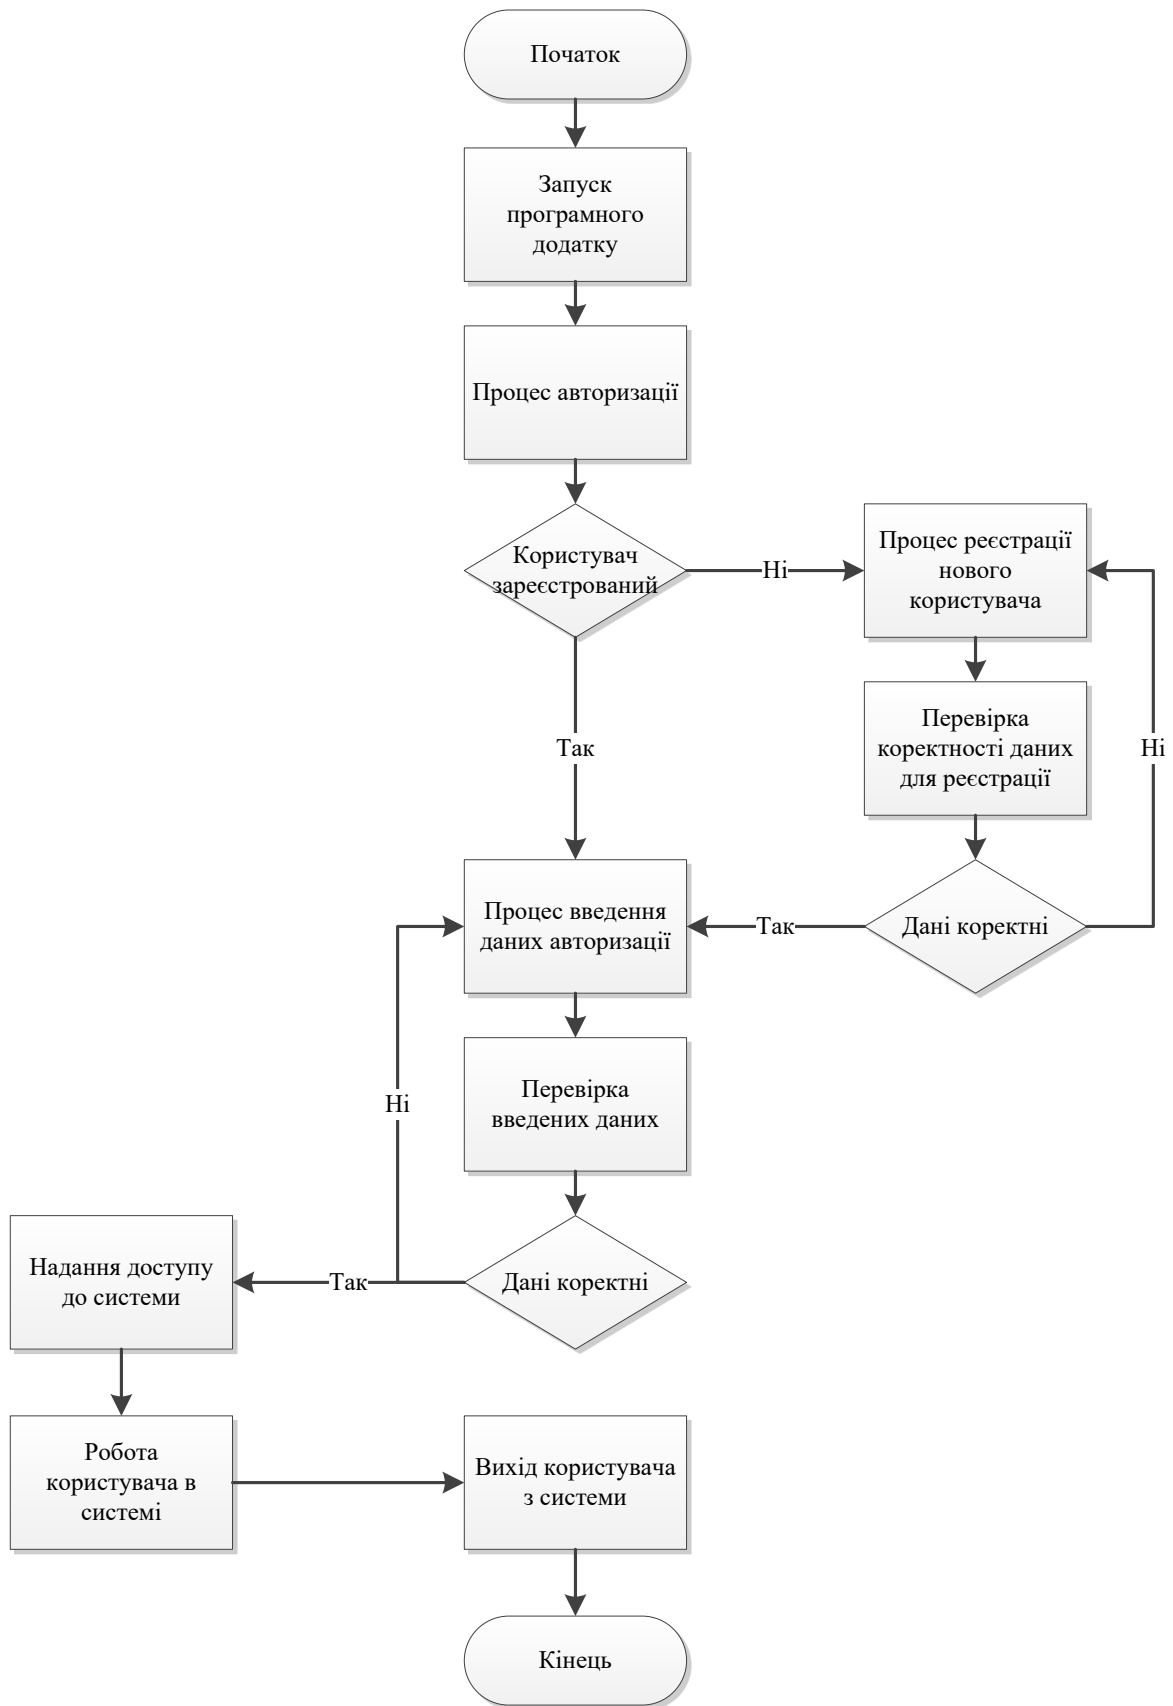 Початок
Запуск
програмного
додатку
Процес авторизації
Користувач
зареєстрований
Ні
Процес реєстрації
нового
користувача
Перевірка
коректності даних
для реєстрації
Ні
Так
Процес введення
даних авторизації
Так
Дані коректні
Перевірка
введених даних
Ні
Надання доступу
до системи
Так
Дані коректні
Робота
користувача в
системі
Вихід користувача
з системи
Кінець